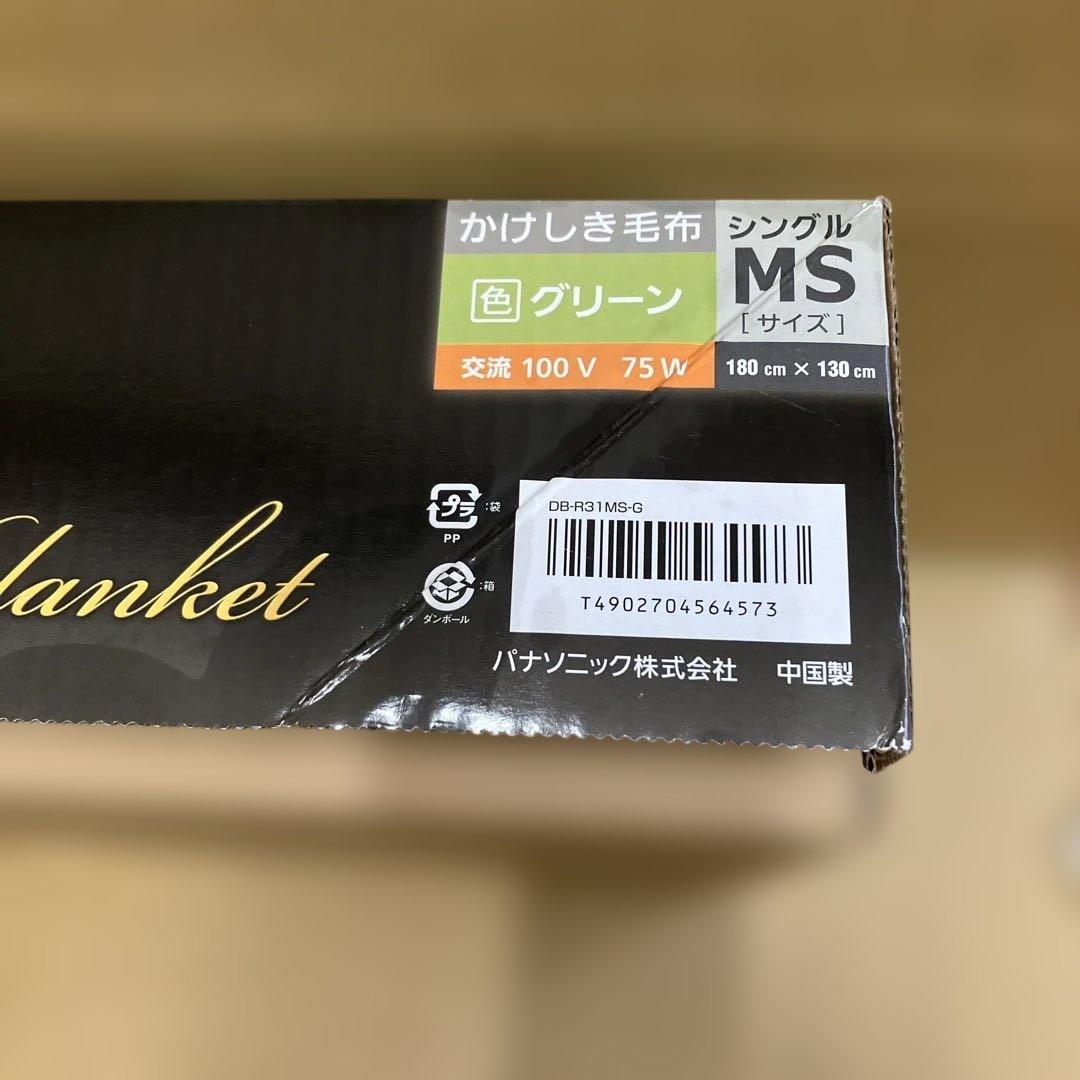 かけしき毛布
色 グリーン
交流 100 V 75 W
シングル
MS
[ サイズ ]
180 cm × 130 cm
プラ :袋
PP
:箱
ダンボール
DB-R31MS-G
T4902704564573
パナソニック株式会社 中国製
lanket